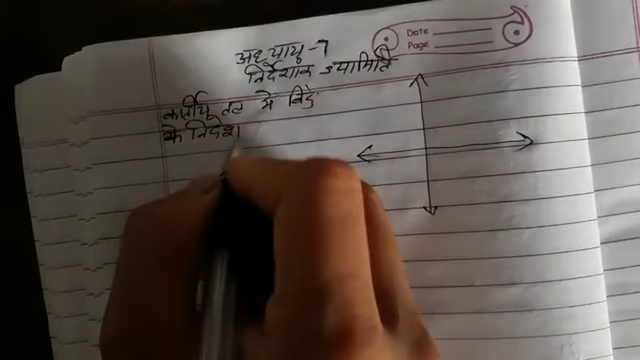 Date
Page
अध्याय-7
निर्देशांक ज्यामिति
कार्तीय तल में बिंदु
के निर्देश